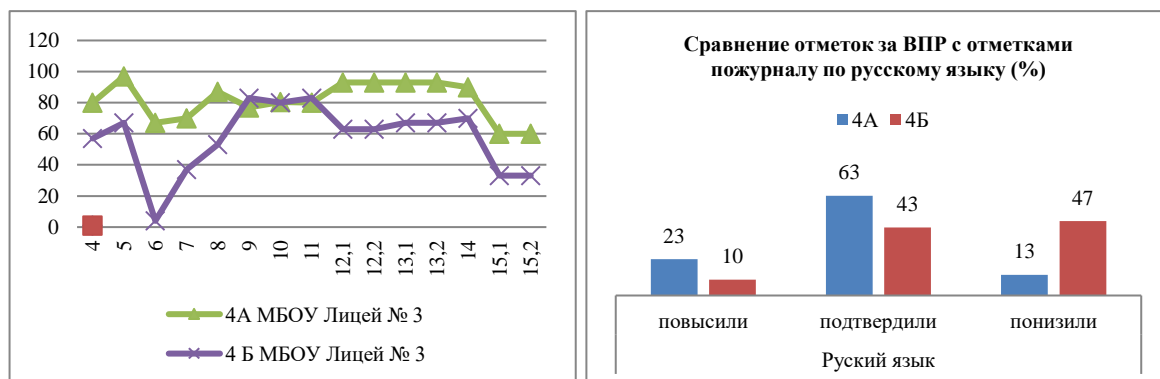 120
100
80
60
40
20
0
4 5 6 7 8 9 10 11 12,1 12,2 13,1 13,2 14 15,1 15,2
4А МБОУ Лицей № 3
4 Б МБОУ Лицей № 3
Сравнение отметок за ВПР с отметками
пожурналу по русскому языку (%)
4А 4Б
23 10 63 43 13 47
повысили подтвердили понизили
Руский язык